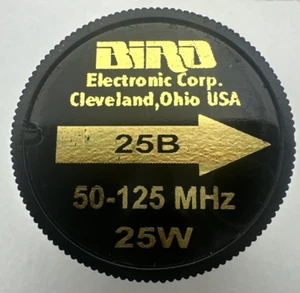 BIRD
Electronic Corp.
Cleveland,Ohio USA
25B
50-125 MHz
25W